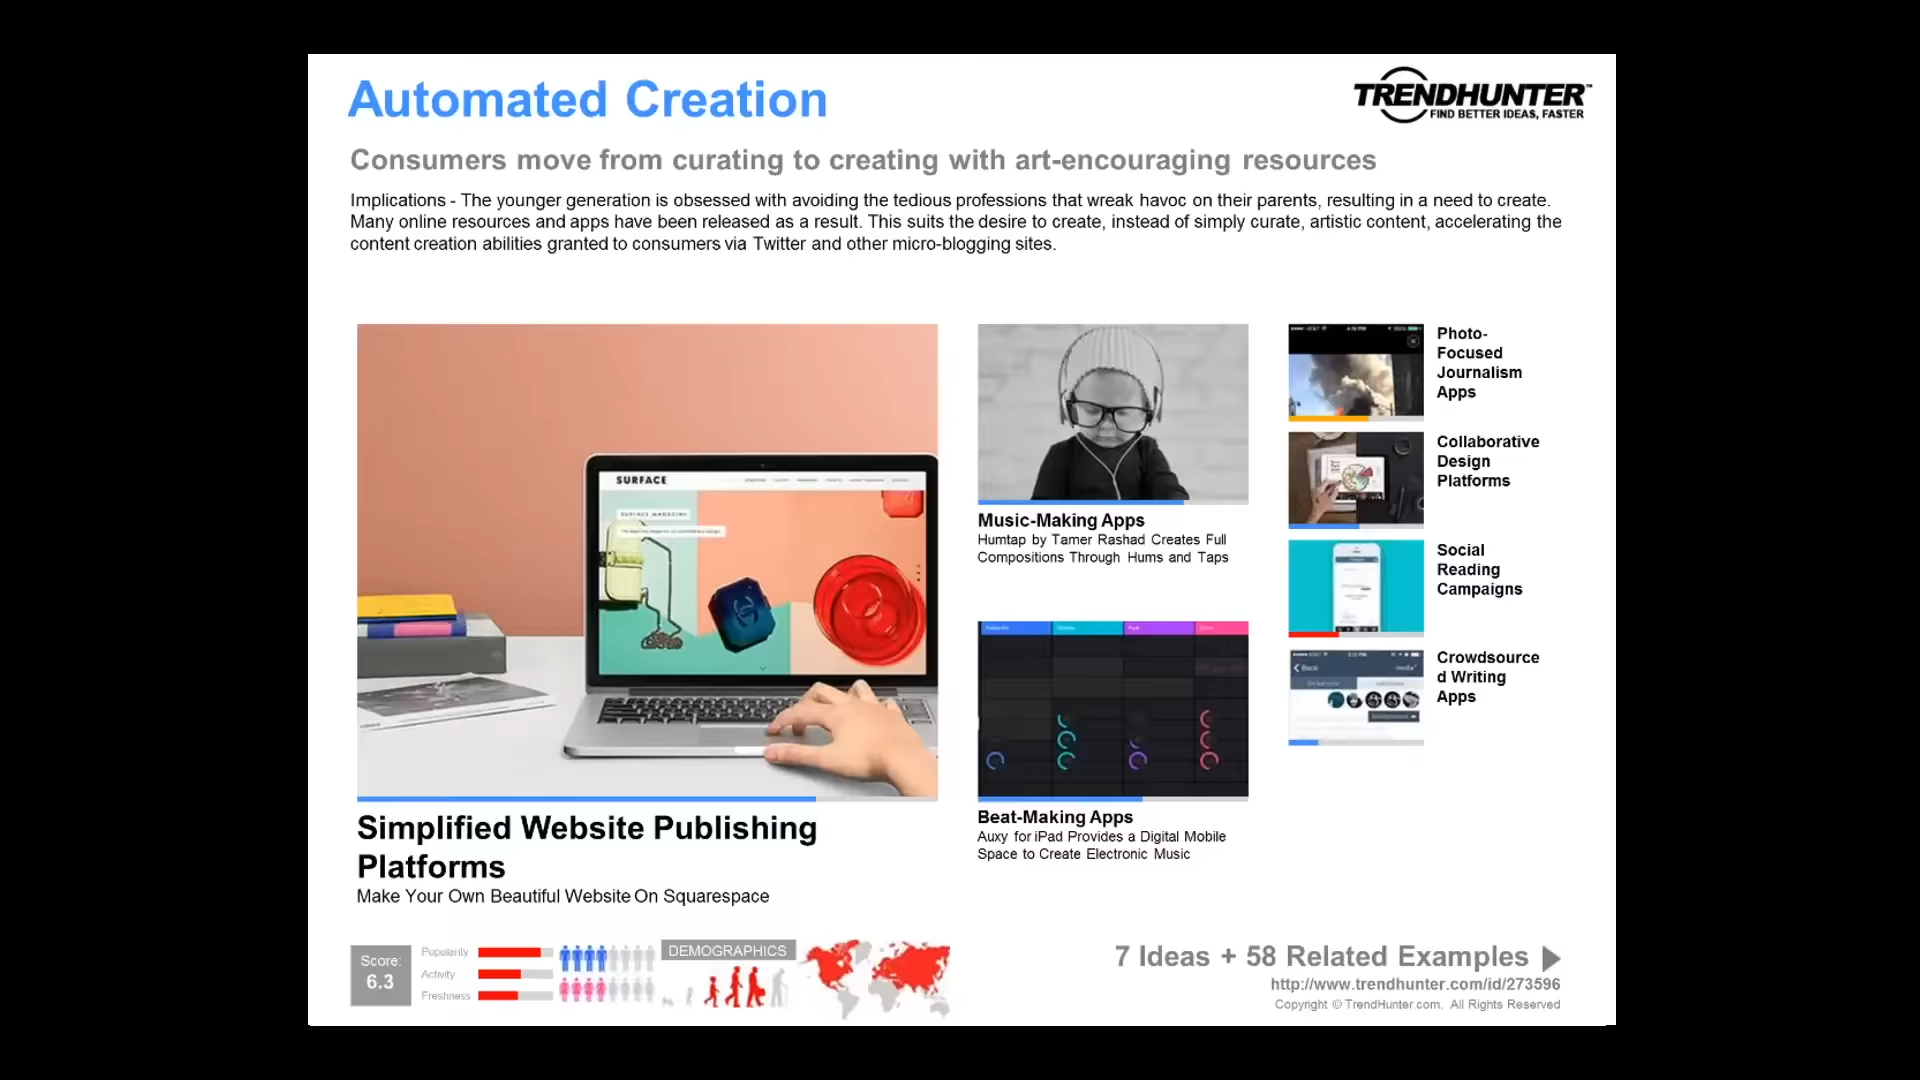 Automated Creation
TRENDHUNTER™
FIND BETTER IDEAS, FASTER
Consumers move from curating to creating with art-encouraging resources
Implications - The younger generation is obsessed with avoiding the tedious professions that wreak havoc on their parents, resulting in a need to create.
Many online resources and apps have been released as a result. This suits the desire to create, instead of simply curate, artistic content, accelerating the
content creation abilities granted to consumers via Twitter and other micro-blogging sites.
SURFACE
SURFACE MAGAZINE
Simplified Website Publishing
Platforms
Make Your Own Beautiful Website On Squarespace
Music-Making Apps
Humtap by Tamer Rashad Creates Full
Compositions Through Hums and Taps
Beat-Making Apps
Auxy for iPad Provides a Digital Mobile
Space to Create Electronic Music
Photo-
Focused
Journalism
Apps
Collaborative
Design
Platforms
Social
Reading
Campaigns
Back
Crowdsource
d Writing
Apps
Score:
6.3
Popularity
Activity
Freshness
DEMOGRAPHICS
7 Ideas + 58 Related Examples
http://www.trendhunter.com/id/273596
Copyright © TrendHunter.com. All Rights Reserved